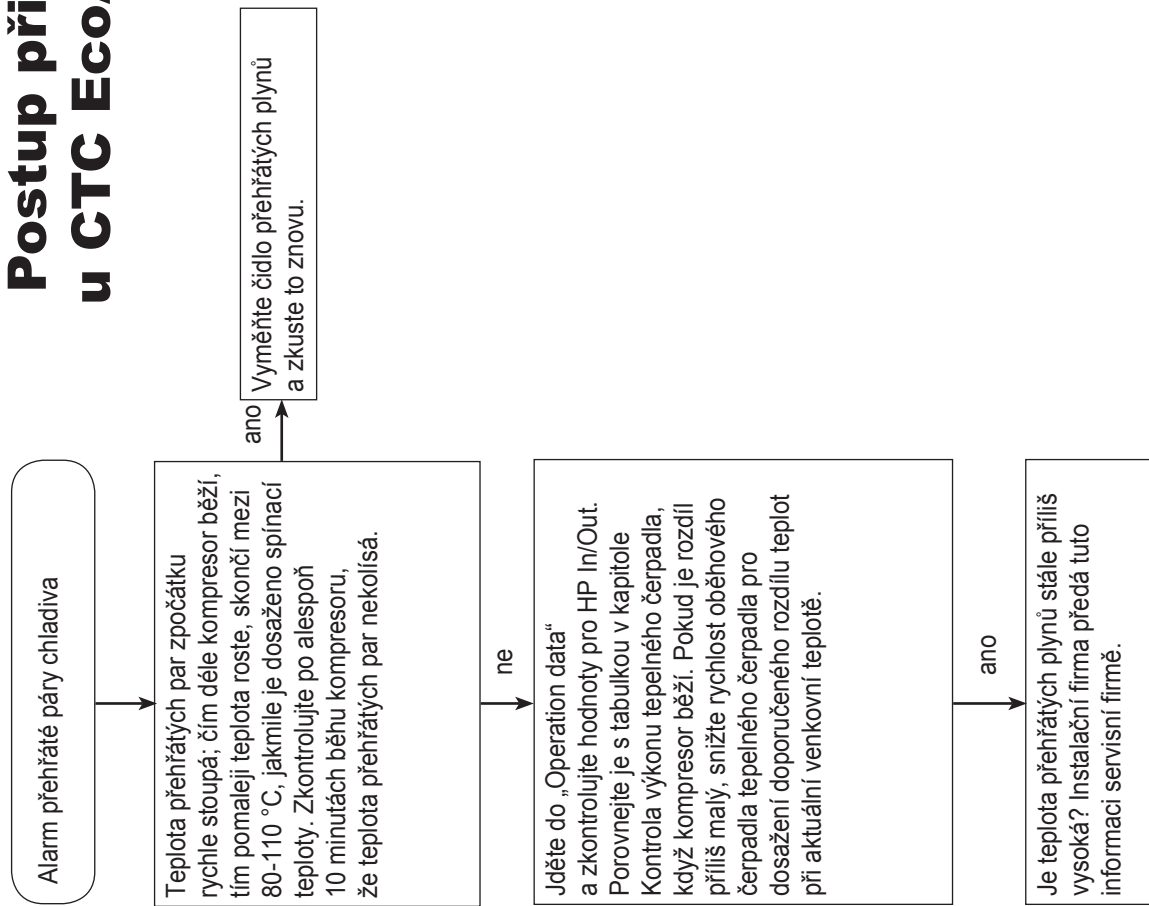 Postup při
u CTC Eco
Alarm přehřáté páry chladiva
Teplota přehřátých par zpočátku
rychle stoupá; čím déle kompresor běží,
tím pomaleji teplota roste, skončí mezi
80-110 °C, jakmile je dosaženo spínací
teploty. Zkontrolujte po alespoň
10 minutách běhu kompresoru,
že teplota přehřátých par nekolísá.
ano
Vyměňte čidlo přehřátých plynů
a zkuste to znovu.
ne
Jděte do „Operation data“
a zkontrolujte hodnoty pro HP In/Out.
Porovnejte je s tabulkou v kapitole
Kontrola výkonu tepelného čerpadla,
když kompresor běží. Pokud je rozdíl
příliš malý, snižte rychlost oběhového
čerpadla tepelného čerpadla pro
dosažení doporučeného rozdílu teplot
při aktuální venkovní teplotě.
ano
Je teplota přehřátých plynů stále příliš
vysoká? Instalační firma předá tuto
informaci servisní firmě.